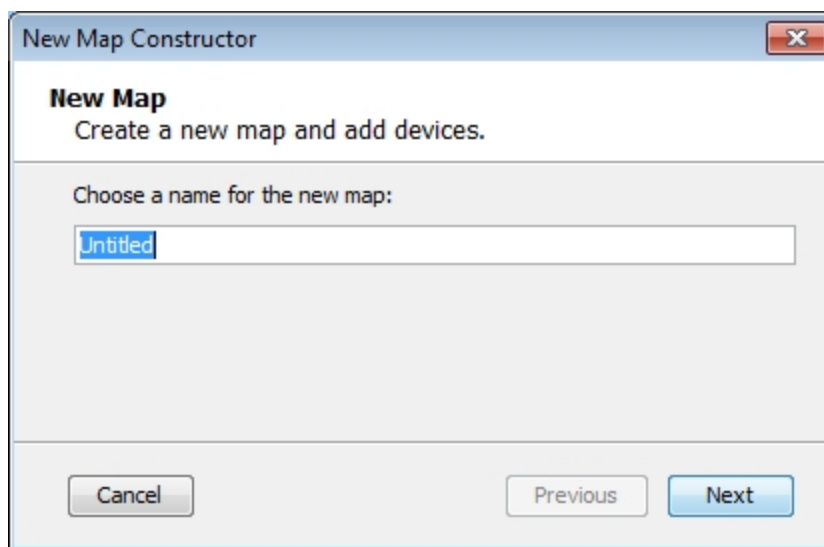 New Map Constructor
New Map
Create a new map and add devices.
Choose a name for the new map:
Untitled
Cancel
Previous
Next